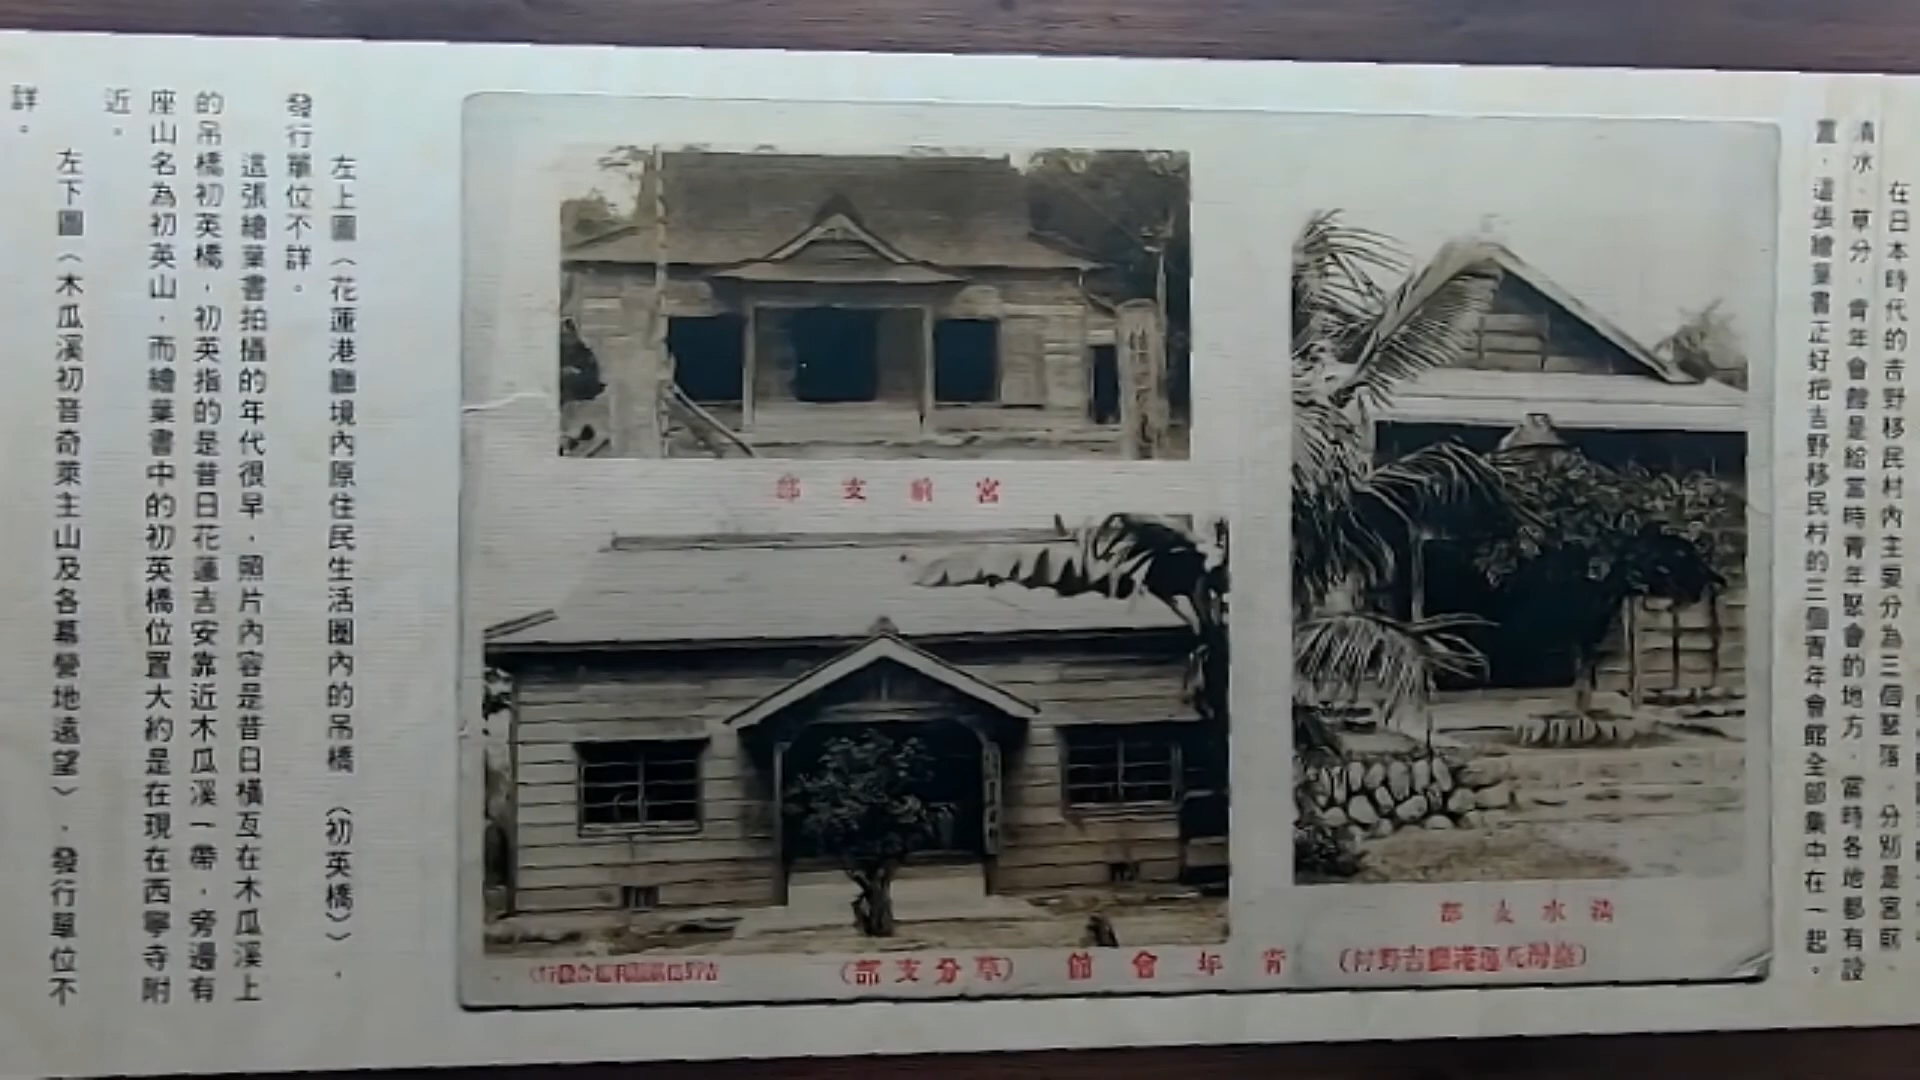 在日本時代的吉野移民村內主要分為三個聚落，分別是宮前、
清水、草分，青年會館是給當時青年聚會的地方，當時各地都有設
置，這張繪葉書正好把吉野移民村的三個青年會館全部集中在一起。
宮前支部
清水支部
(臺灣花蓮港廳吉野村)
青年會館
(草分支部)
左上圖〈花蓮港廳境內原住民生活圈內的吊橋（初英橋）〉，
發行單位不詳。
這張繪葉書拍攝的年代很早，照片內容是昔日橫亙在木瓜溪上
的吊橋初英橋，初英指的是昔日花蓮吉安靠近木瓜溪一帶，旁邊有
座山名為初英山，而繪葉書中的初英橋位置大約是在現在西寧寺附
近。
左下圖〈木瓜溪初音奇萊主山及各幕營地遠望〉，發行單位不
詳。